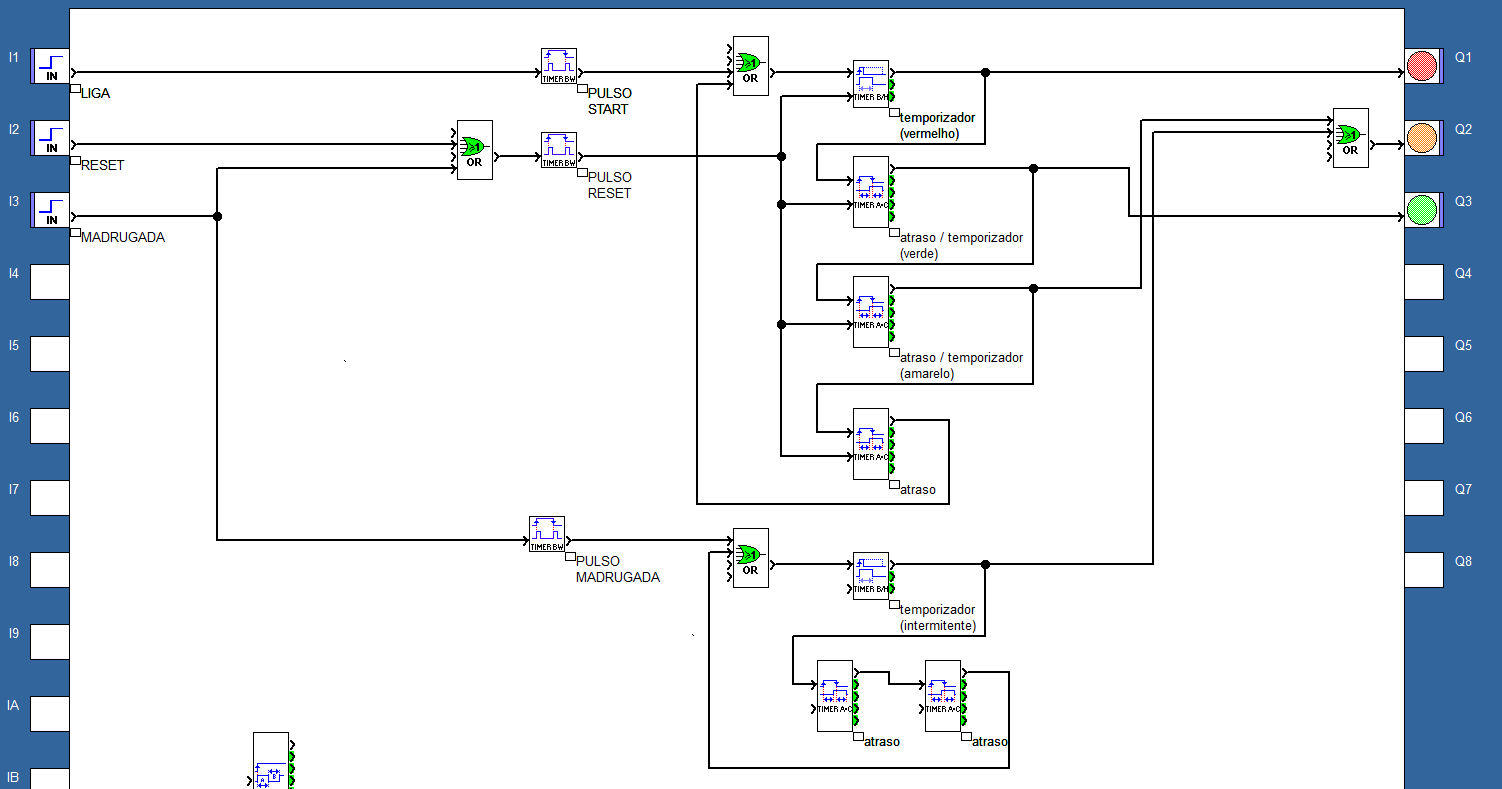 I1
IN
LIGA
TIMER BW
PULSO
START
≥1
OR
TIMER B/H
temporizador
(vermelho)
Q1
I2
IN
RESET
≥1
OR
TIMER BW
PULSO
RESET
TIMER A•C
atraso / temporizador
(verde)
≥1
OR
Q2
I3
IN
MADRUGADA
Q3
I4
TIMER A•C
atraso / temporizador
(amarelo)
Q4
I5
Q5
I6
TIMER A•C
atraso
Q6
I7
Q7
I8
TIMER BW
PULSO
MADRUGADA
≥1
OR
TIMER B/H
temporizador
(intermitente)
Q8
I9
TIMER A•C
atraso
TIMER A•C
atraso
IA
IB
A
B